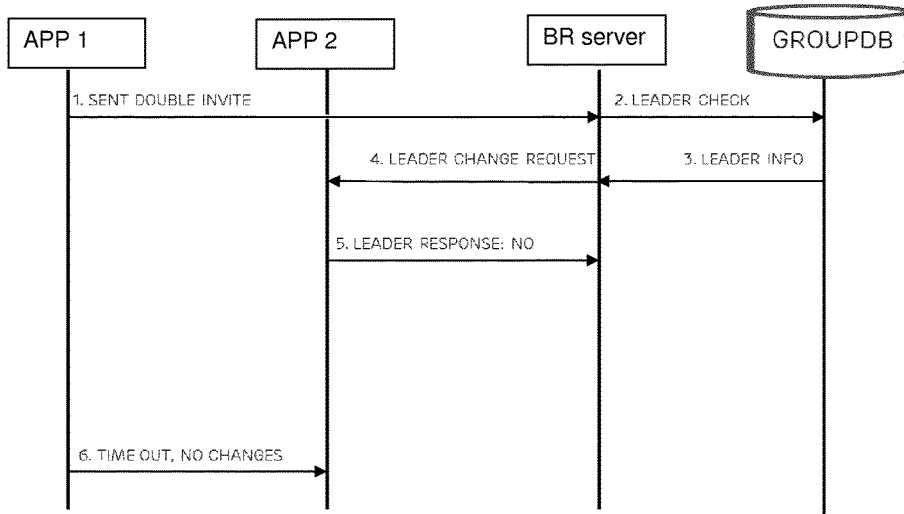 APP 1
APP 2
BR server
GROUPDB
1. SENT DOUBLE INVITE
2. LEADER CHECK
4. LEADER CHANGE REQUEST
3. LEADER INFO
5. LEADER RESPONSE: NO
6. TIME OUT, NO CHANGES